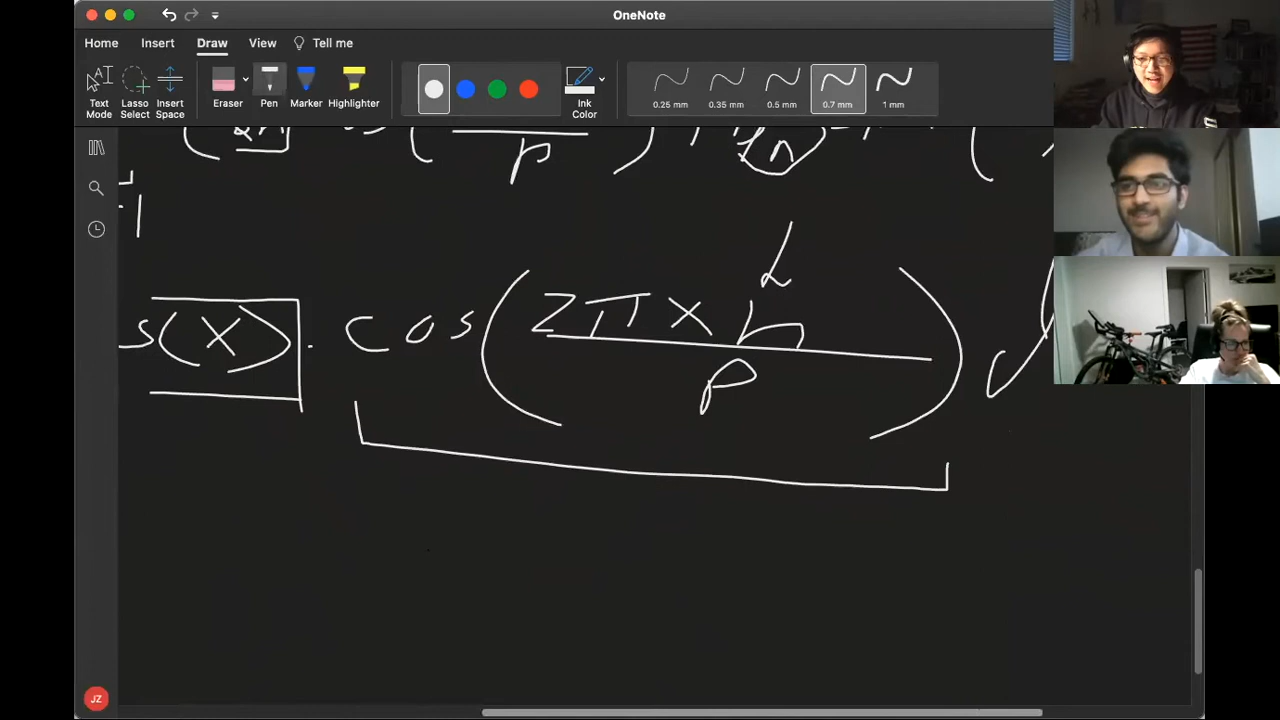 OneNote
Home Insert Draw View Tell me
Text Mode
Lasso Select
Insert Space
Eraser
Pen
Marker
Highlighter
Ink Color
0.25 mm
0.35 mm
0.5 mm
0.7 mm
1 mm
p
s(x) . cos(2πx n
p ) d
JZ